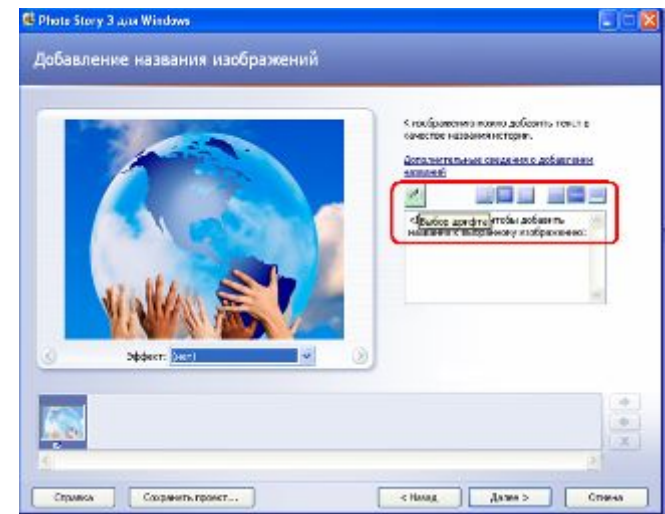 Photo Story 3 для Windows
Добавление названия изображений
К изображению можно добавить текст в
качестве названия истории.
Дополнительные сведения о добавлении
названий
Выбор шрифта чтобы добавить
название к выбранному изображению:
Эффект: (нет)
Справка
Сохранить проект...
< Назад
Далее >
Отмена